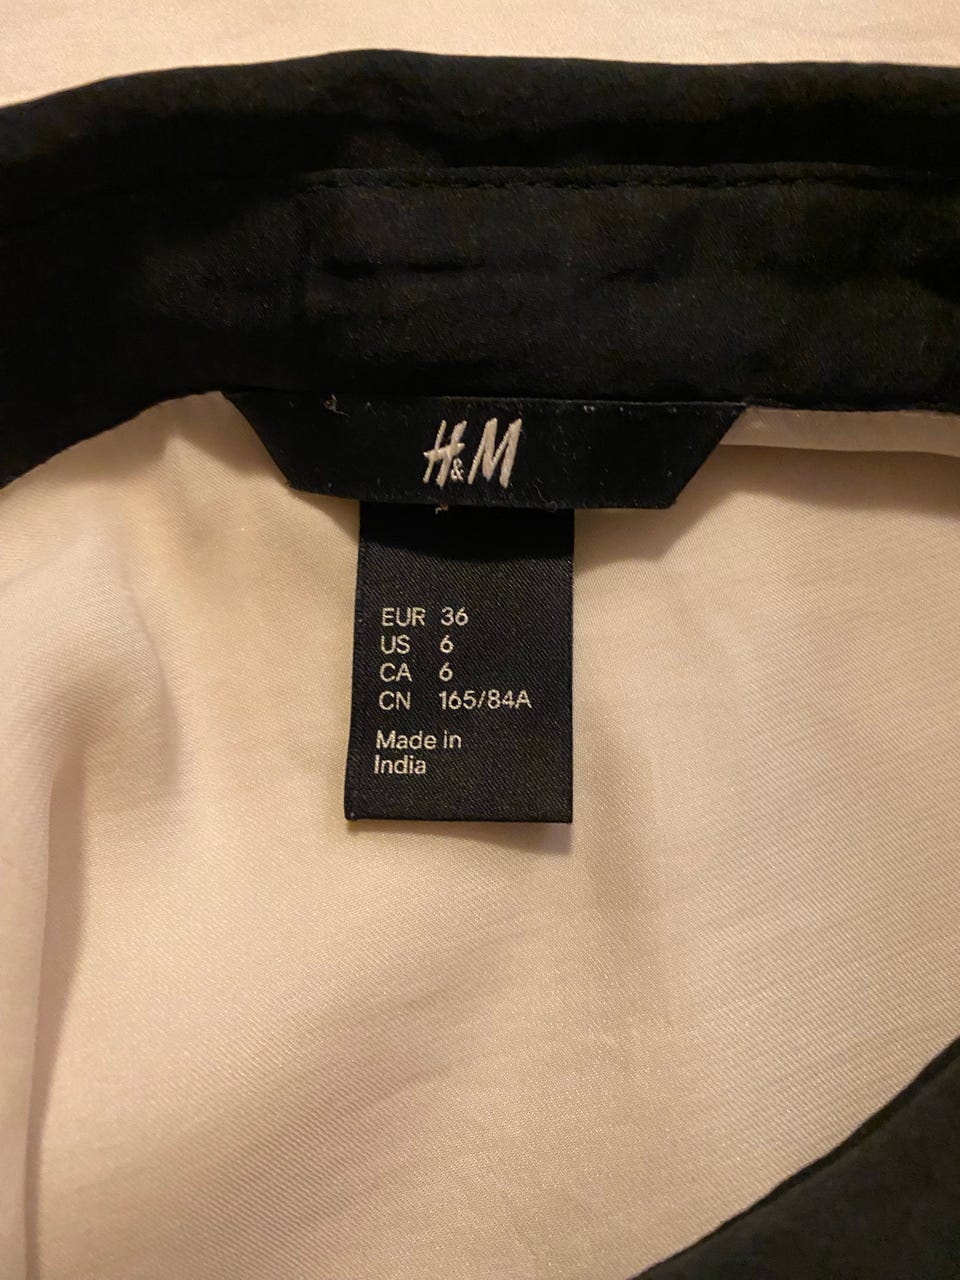 H&M
EUR 36
US 6
CA 6
CN 165/84A
Made in
India